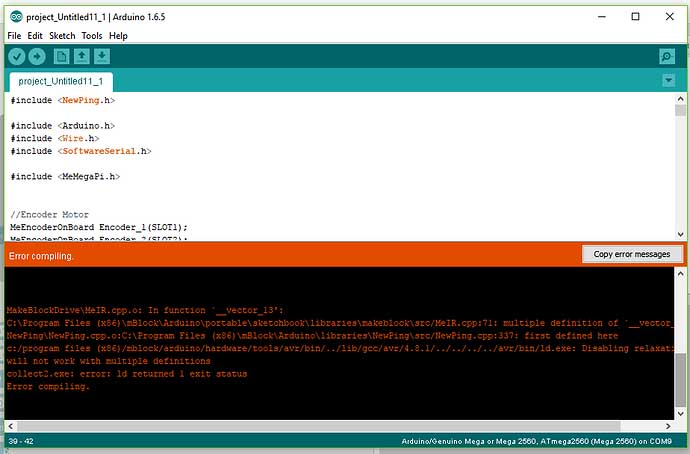 project_Untitled11_1 | Arduino 1.6.5
File Edit Sketch Tools Help
project_Untitled11_1
#include <NewPing.h>
#include <Arduino.h>
#include <Wire.h>
#include <SoftwareSerial.h>
#include <MeMegaPi.h>
//Encoder Motor
MeEncoderOnBoard Encoder_1(SLOT1);
MeEncoderOnBoard Encoder_2(SLOT2);
Error compiling.
Copy error messages
MakeBlockDrive\MeIR.cpp.o: In function `__vector_13':
C:\Program Files (x86)\mBlock\Arduino\portable\sketchbook\libraries\makeblock\src/MeIR.cpp:71: multiple definition of `__vector_
NewPing\NewPing.cpp.o:C:\Program Files (x86)\mBlock\Arduino\libraries\NewPing\src/NewPing.cpp:337: first defined here
c:/program files (x86)/mblock/arduino/hardware/tools/avr/bin/../lib/gcc/avr/4.8.1/../../../../avr/bin/ld.exe: Disabling relaxati
will not work with multiple definitions
collect2.exe: error: ld returned 1 exit status
Error compiling.
39 - 42
Arduino/Genuino Mega or Mega 2560, ATmega2560 (Mega 2560) on COM9